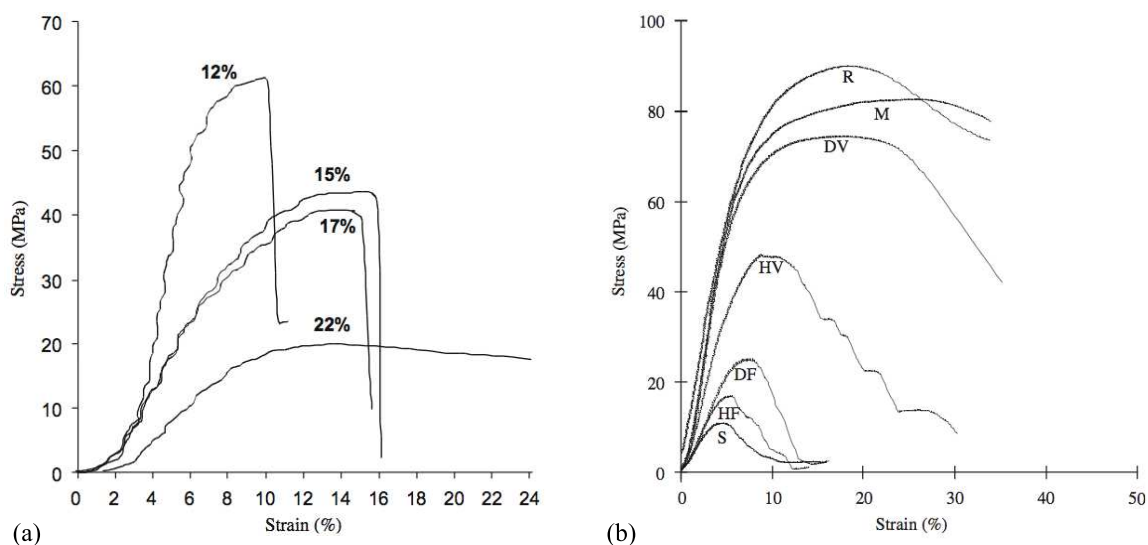 70
60
50
40
30
20
10
0
0 2 4 6 8 10 12 14 16 18 20 22 24
Stress (MPa)
Strain (%)
12%
15%
17%
22%
(a)
100
80
60
40
20
0
0 10 20 30 40 50
Stress (MPa)
Strain (%)
R
M
DV
HV
DF
HF
S
(b)